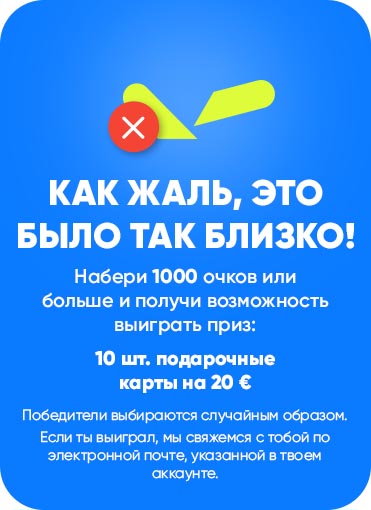 КАК ЖАЛЬ, ЭТО
БЫЛО ТАК БЛИЗКО!
Набери 1000 очков или
больше и получи возможность
выиграть приз:
10 шт. подарочные
карты на 20 €
Победители выбираются случайным образом.
Если ты выиграл, мы свяжемся с тобой по
электронной почте, указанной в твоем
аккаунте.